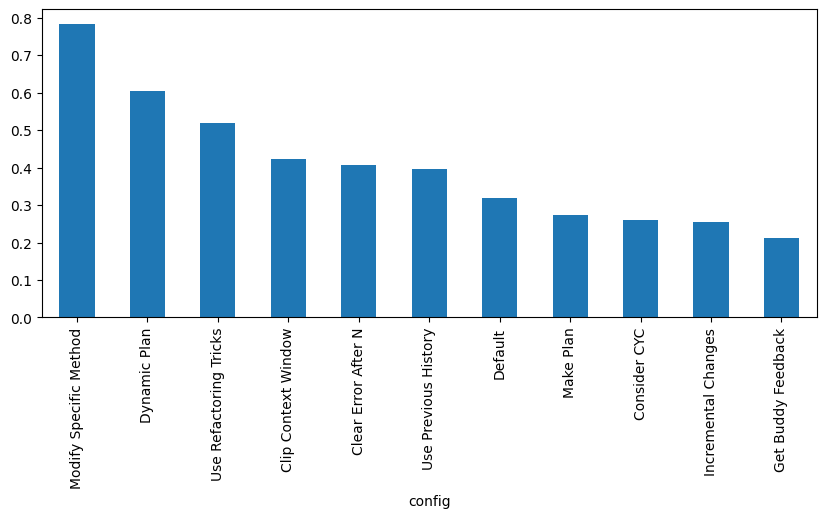 0.8
0.7
0.6
0.5
0.4
0.3
0.2
0.1
0.0
Modify Specific Method
Dynamic Plan
Use Refactoring Tricks
Clip Context Window
Clear Error After N
Use Previous History
Default
Make Plan
Consider CYC
Incremental Changes
Get Buddy Feedback
config